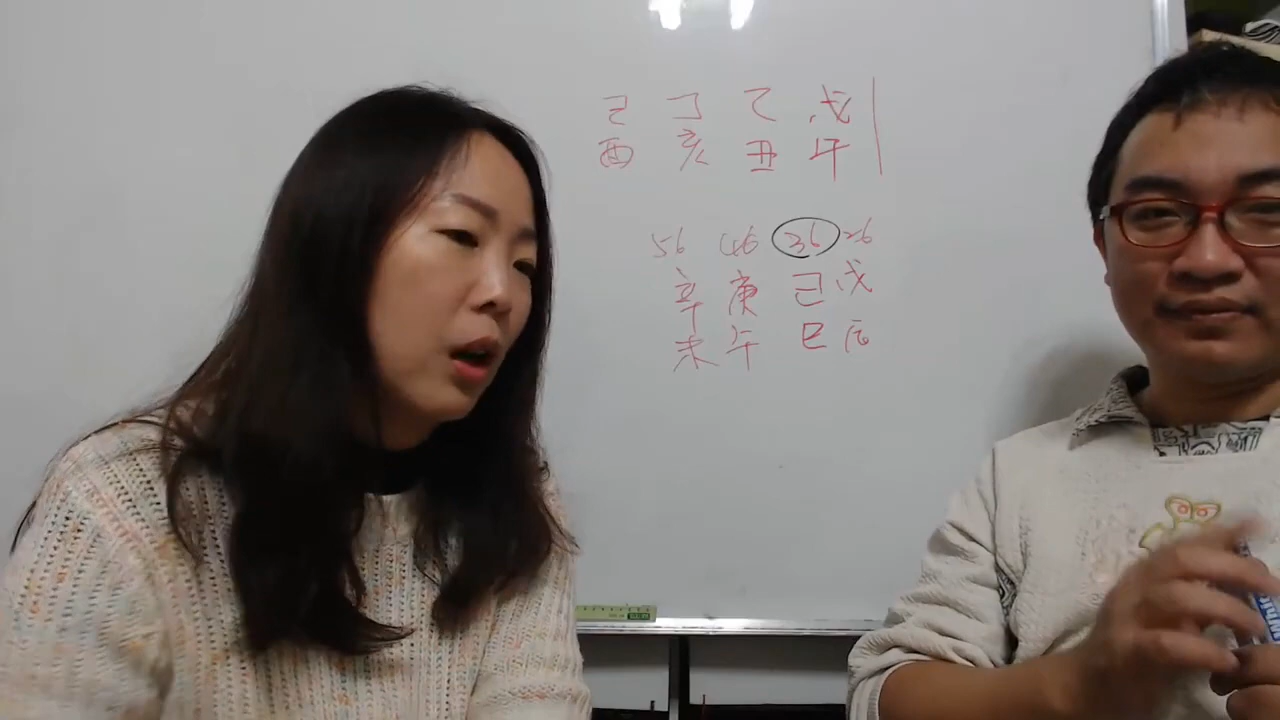 己 丁 乙 戊
酉 亥 丑 午
56 46 36 26
辛 庚 己 戊
未 午 巳 辰